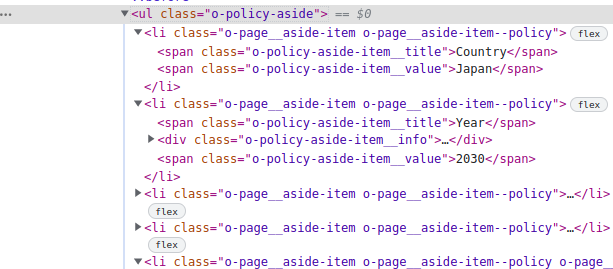 <ul class="o-policy-aside"> == $0
<li class="o-page__aside-item o-page__aside-item--policy"> flex
<span class="o-policy-aside-item__title">Country</span>
<span class="o-policy-aside-item__value">Japan</span>
</li>
<li class="o-page__aside-item o-page__aside-item--policy"> flex
<span class="o-policy-aside-item__title">Year</span>
<div class="o-policy-aside-item__info">…</div>
<span class="o-policy-aside-item__value">2030</span>
</li>
<li class="o-page__aside-item o-page__aside-item--policy">…</li>
flex
<li class="o-page__aside-item o-page__aside-item--policy">…</li>
flex
<li class="o-page__aside-item o-page__aside-item--policy o-page__